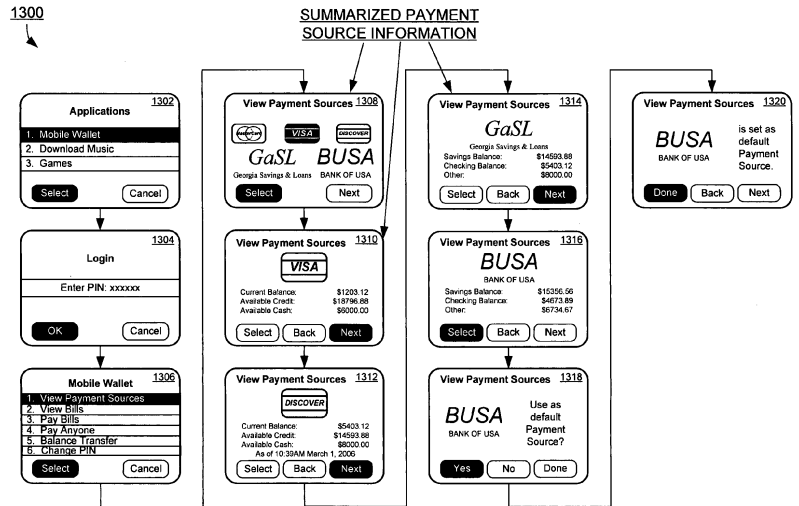 1300
SUMMARIZED PAYMENT
SOURCE INFORMATION
1302
Applications
1. Mobile Wallet
2. Download Music
3. Games
Select
Cancel
1304
Login
Enter PIN: xxxxxx
OK
Cancel
1306
Mobile Wallet
1. View Payment Sources
2. View Bills
3. Pay Bills
4. Pay Anyone
5. Balance Transfer
6. Change PIN
Select
Cancel
View Payment Sources 1308
MasterCard VISA DISCOVER
GaSL BUSA
Georgia Savings & Loans BANK OF USA
Select
Next
View Payment Sources 1310
VISA
Current Balance: $1203.12
Available Credit: $18796.88
Available Cash: $6000.00
Select Back Next
View Payment Sources 1312
DISCOVER
Current Balance: $5403.12
Available Credit: $14593.88
Available Cash: $8000.00
As of 10:39AM March 1, 2006
Select Back Next
View Payment Sources 1314
GaSL
Georgia Savings & Loans
Savings Balance: $14593.88
Checking Balance: $5403.12
Other: $8000.00
Select Back Next
View Payment Sources 1316
BUSA
BANK OF USA
Savings Balance: $15356.56
Checking Balance: $4673.89
Other: $6734.67
Select Back Next
View Payment Sources 1318
BUSA
BANK OF USA
Use as
default
Payment
Source?
Yes No Done
View Payment Sources 1320
BUSA
BANK OF USA
is set as
default
Payment
Source.
Done Back Next